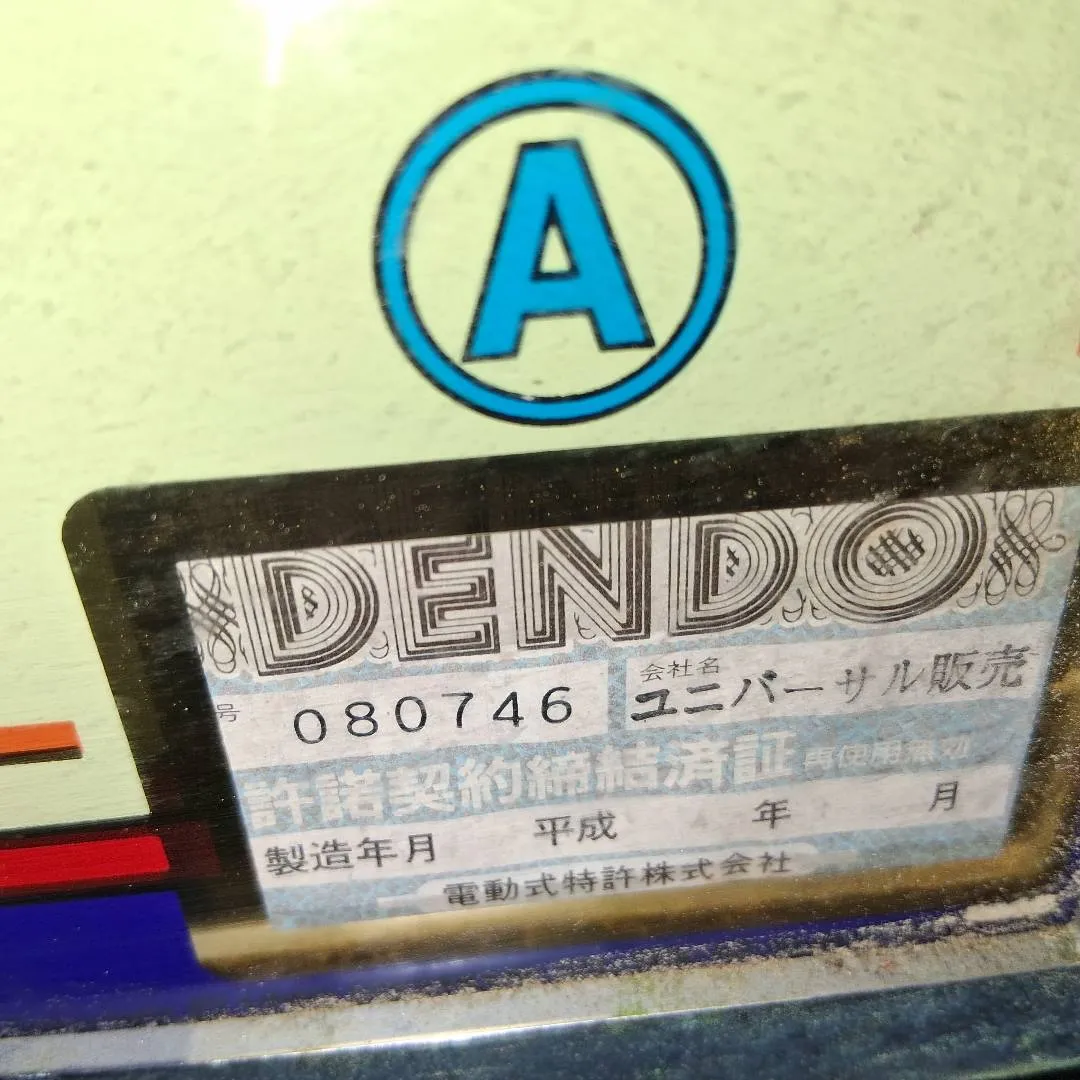 A
DENDO
号 080746
会社名
ユニバーサル販売
許諾契約締結済証 再使用無効
製造年月 平成 年 月
電動式特許株式会社